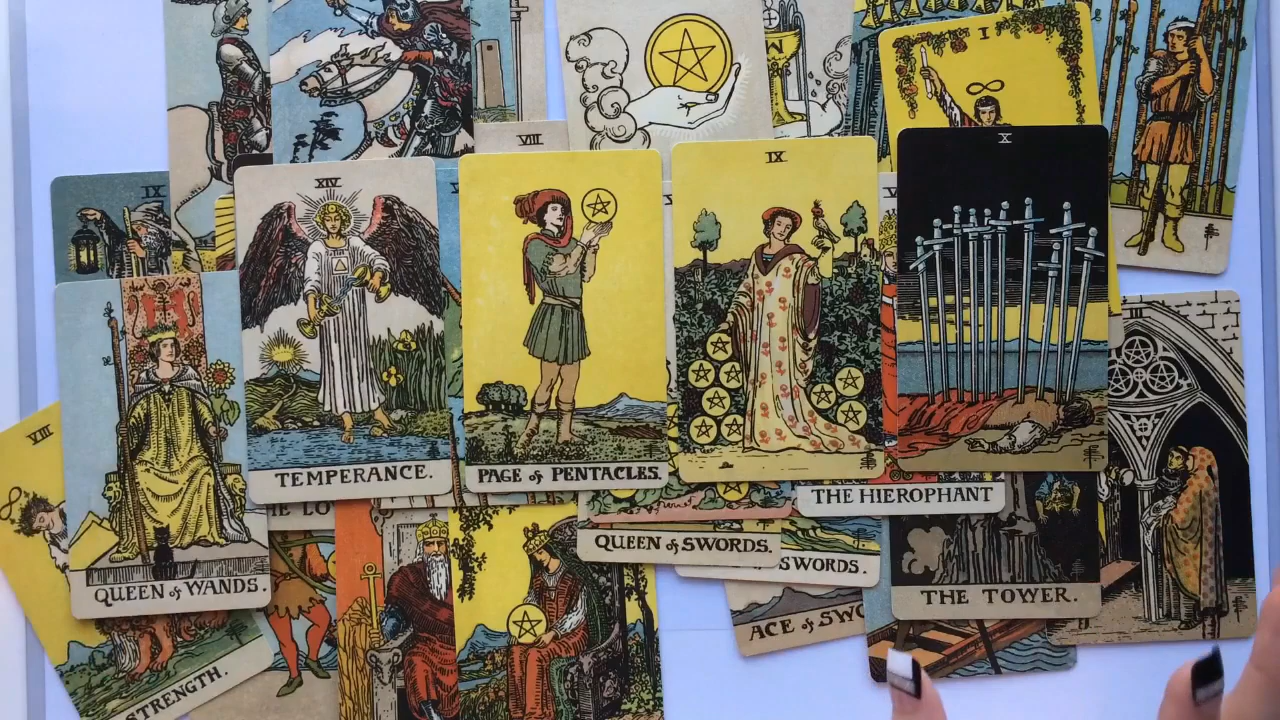 I
VIII
X
IX
XIV
IX
III
VIII
TEMPERANCE.
PAGE of PENTACLES.
THE HIEROPHANT
QUEEN of SWORDS.
SWORDS.
QUEEN of WANDS.
THE TOWER.
ACE of SWO
STRENGTH.